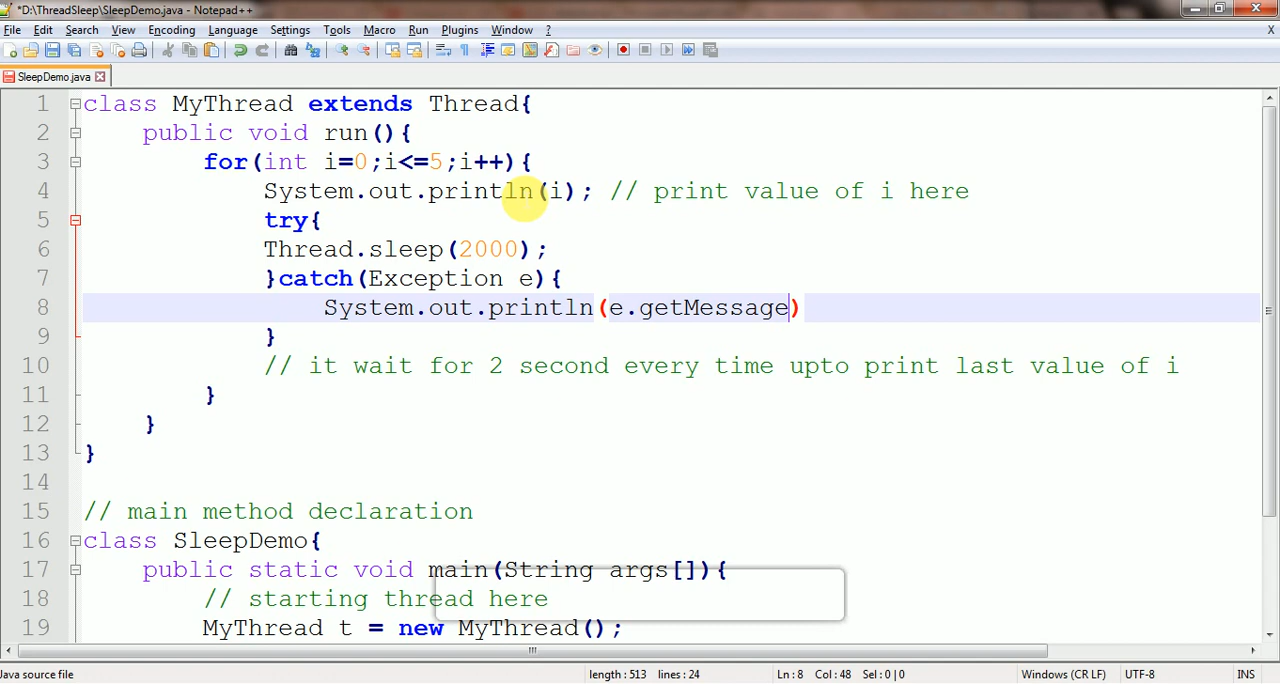 *D:\ThreadSleep\SleepDemo.java - Notepad++
File Edit Search View Encoding Language Settings Tools Macro Run Plugins Window ? X
SleepDemo.java
1 class MyThread extends Thread{
2 public void run(){
3 for(int i=0;i<=5;i++){
4 System.out.println(i); // print value of i here
5 try{
6 Thread.sleep(2000);
7 }catch(Exception e){
8 System.out.println(e.getMessage)
9 }
10 // it wait for 2 second every time upto print last value of i
11 }
12 }
13 }
14
15 // main method declaration
16 class SleepDemo{
17 public static void main(String args[]){
18 // starting thread here
19 MyThread t = new MyThread();
Java source file length : 513 lines : 24 Ln : 8 Col : 48 Sel : 0 | 0 Windows (CR LF) UTF-8 INS